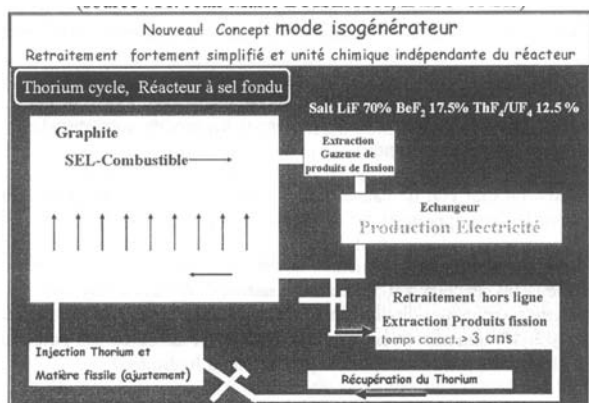 Nouveau! Concept mode isogénérateur
Retraitement fortement simplifié et unité chimique indépendante du réacteur
Thorium cycle, Réacteur à sel fondu
Salt LiF 70% BeF₂ 17.5% ThF₄/UF₄ 12.5 %
Graphite
SEL-Combustible
Extraction
Gazeuse de
produits de fission
Echangeur
Production Electricité
Retraitement hors ligne
Extraction Produits fission
temps caract. > 3 ans
Injection Thorium et
Matière fissile (ajustement)
Récupération du Thorium